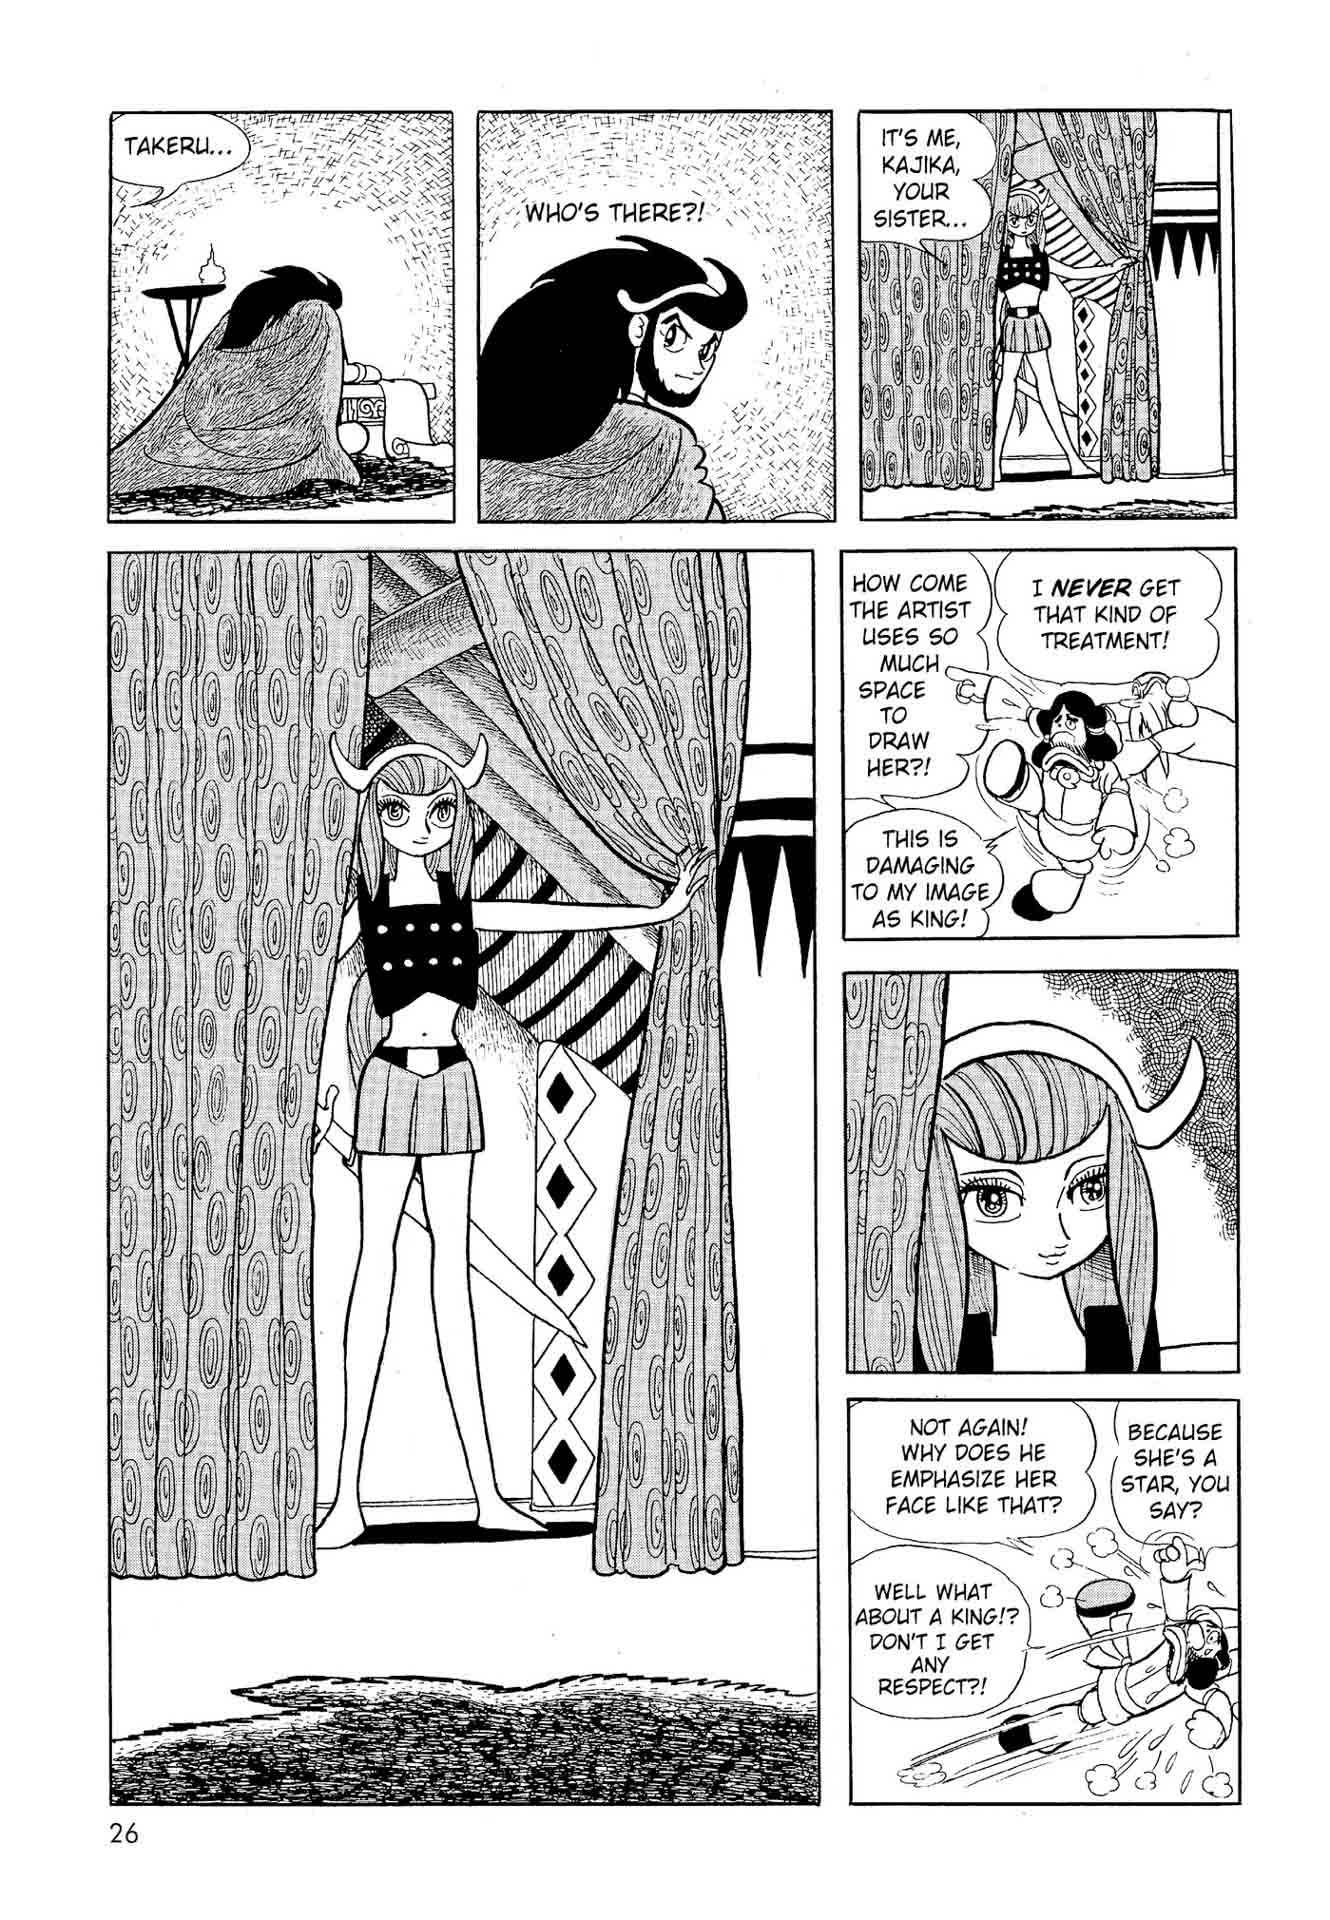 TAKERU...
WHO'S THERE?!
IT'S ME,
KAJIKA,
YOUR
SISTER...
HOW COME
THE ARTIST
USES SO
MUCH
SPACE
TO
DRAW
HER?!
I NEVER GET
THAT KIND OF
TREATMENT!
THIS IS
DAMAGING
TO MY IMAGE
AS KING!
NOT AGAIN!
WHY DOES HE
EMPHASIZE HER
FACE LIKE THAT?
BECAUSE
SHE'S A
STAR, YOU
SAY?
WELL WHAT
ABOUT A KING!?
DON'T I GET
ANY
RESPECT?!
26